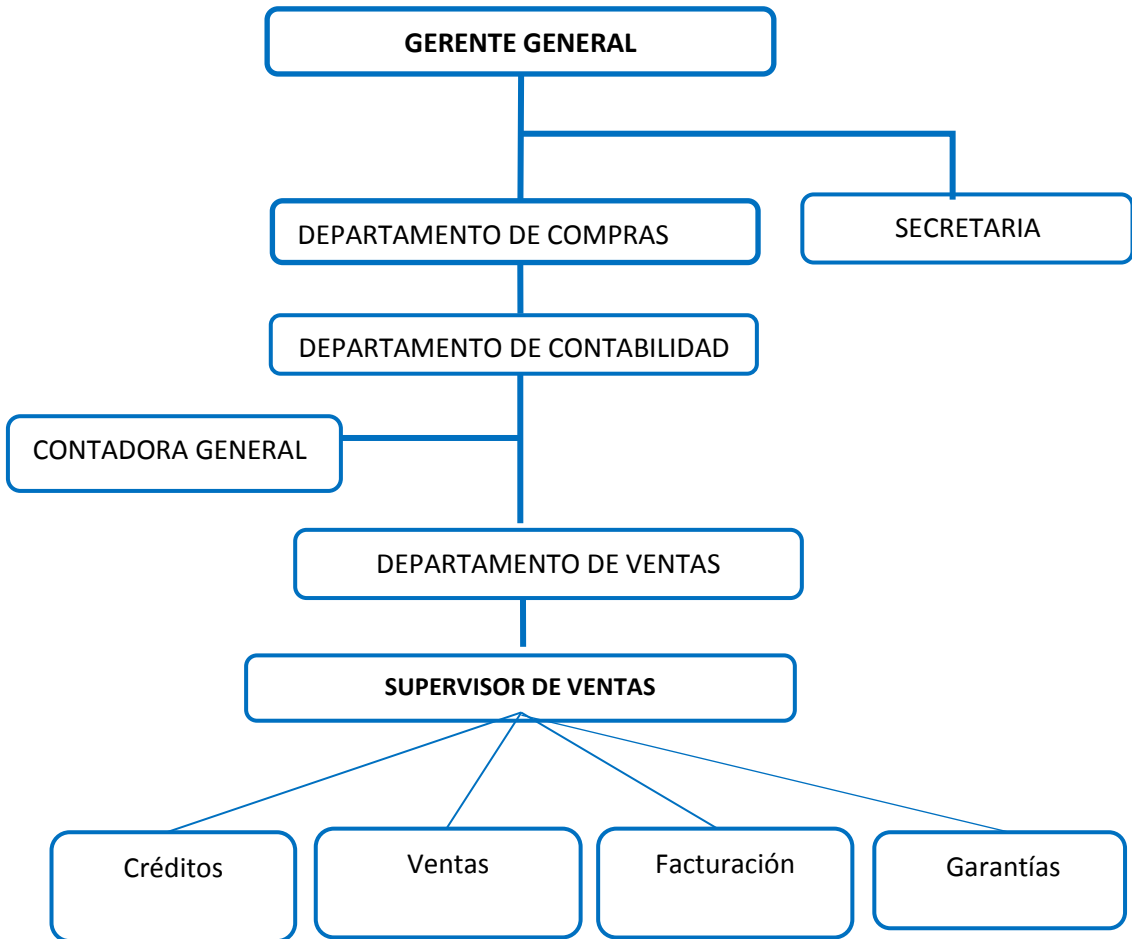 GERENTE GENERAL
SECRETARIA
DEPARTAMENTO DE COMPRAS
DEPARTAMENTO DE CONTABILIDAD
CONTADORA GENERAL
DEPARTAMENTO DE VENTAS
SUPERVISOR DE VENTAS
Créditos
Ventas
Facturación
Garantías